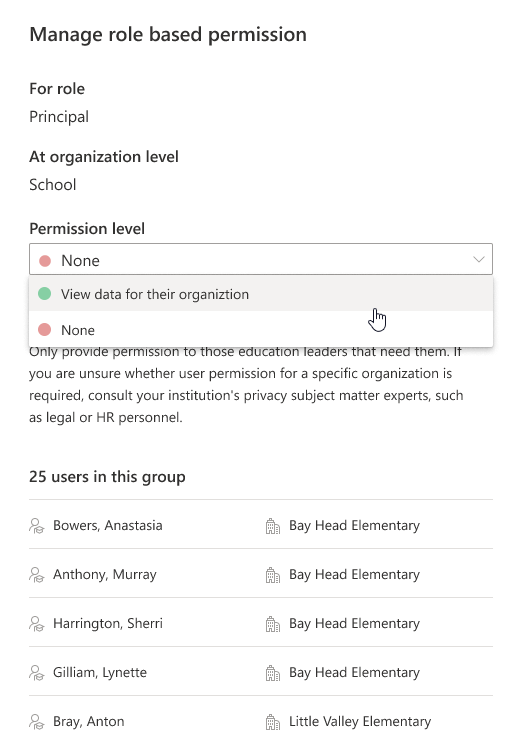 Manage role based permission
For role
Principal
At organization level
School
Permission level
None
View data for their organiztion
None
Only provide permission to those education leaders that need them. If
you are unsure whether user permission for a specific organization is
required, consult your institution's privacy subject matter experts, such
as legal or HR personnel.
25 users in this group
Bowers, Anastasia Bay Head Elementary
Anthony, Murray Bay Head Elementary
Harrington, Sherri Bay Head Elementary
Gilliam, Lynette Bay Head Elementary
Bray, Anton Little Valley Elementary